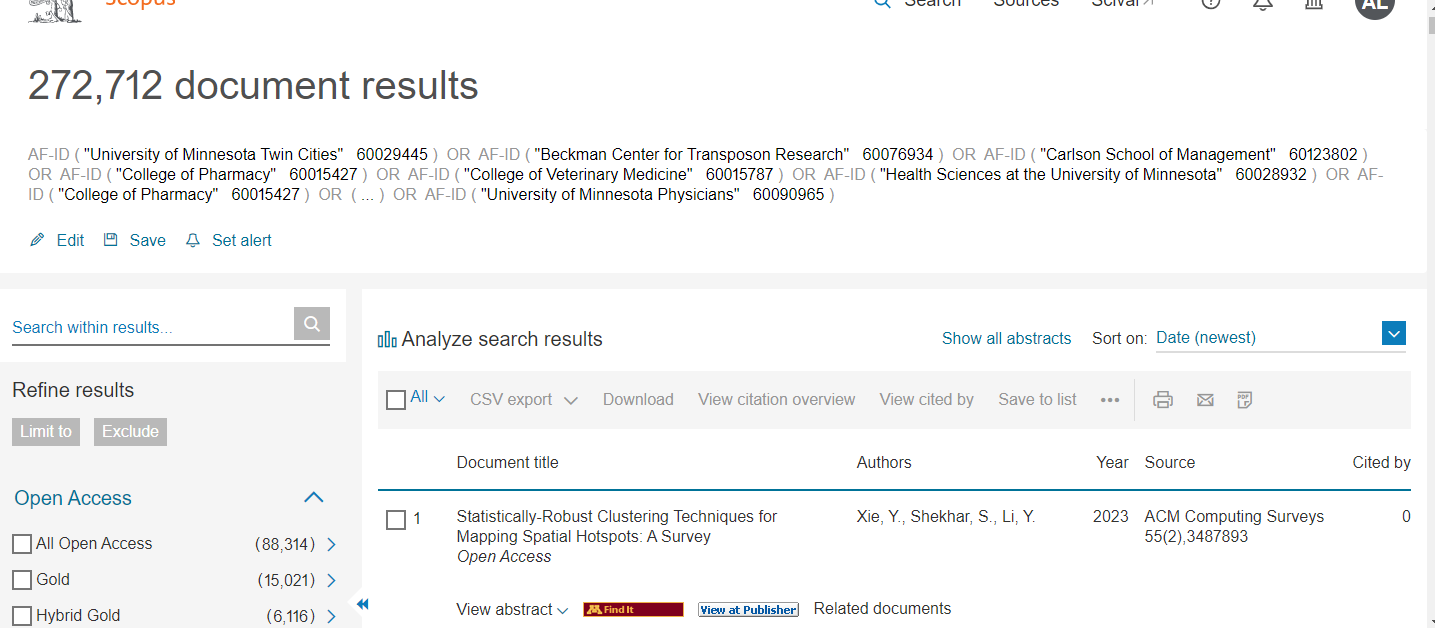 Scopus
Search Sources SciVal AL
272,712 document results
AF-ID ( "University of Minnesota Twin Cities" 60029445 ) OR AF-ID ( "Beckman Center for Transposon Research" 60076934 ) OR AF-ID ( "Carlson School of Management" 60123802 )
OR AF-ID ( "College of Pharmacy" 60015427 ) OR AF-ID ( "College of Veterinary Medicine" 60015787 ) OR AF-ID ( "Health Sciences at the University of Minnesota" 60028932 ) OR AF-
ID ( "College of Pharmacy" 60015427 ) OR ( ... ) OR AF-ID ( "University of Minnesota Physicians" 60090965 )
Edit Save Set alert
Search within results...
Analyze search results Show all abstracts Sort on: Date (newest)
Refine results
Limit to Exclude
All CSV export Download View citation overview View cited by Save to list ••• PDF
Document title Authors Year Source Cited by
Open Access
All Open Access (88,314)
Gold (15,021)
Hybrid Gold (6,116)
1 Statistically-Robust Clustering Techniques for Xie, Y., Shekhar, S., Li, Y. 2023 ACM Computing Surveys 0
Mapping Spatial Hotspots: A Survey 55(2),3487893
Open Access
View abstract M Find It View at Publisher Related documents